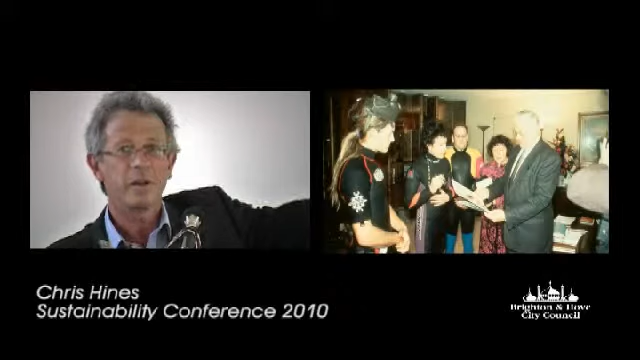 Chris Hines
Sustainability Conference 2010
Brighton & Hove
City Council